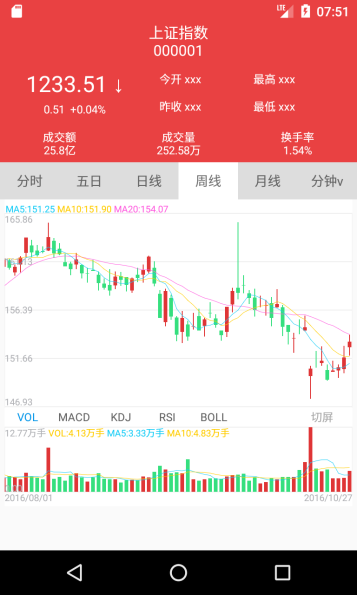 LTE 07:51
上证指数
000001
1233.51 ↓ 今开 xxx 最高 xxx
0.51 +0.04% 昨收 xxx 最低 xxx
成交额 成交量 换手率
25.8亿 252.58万 1.54%
分时 五日 日线 周线 月线 分钟v
MA5:151.25 MA10:151.90 MA20:154.07
165.86
156.39
151.66
146.93
VOL MACD KDJ RSI BOLL 切屏
12.77万手 VOL:4.13万手 MA5:3.33万手 MA10:4.83万手
2016/08/01 2016/10/27